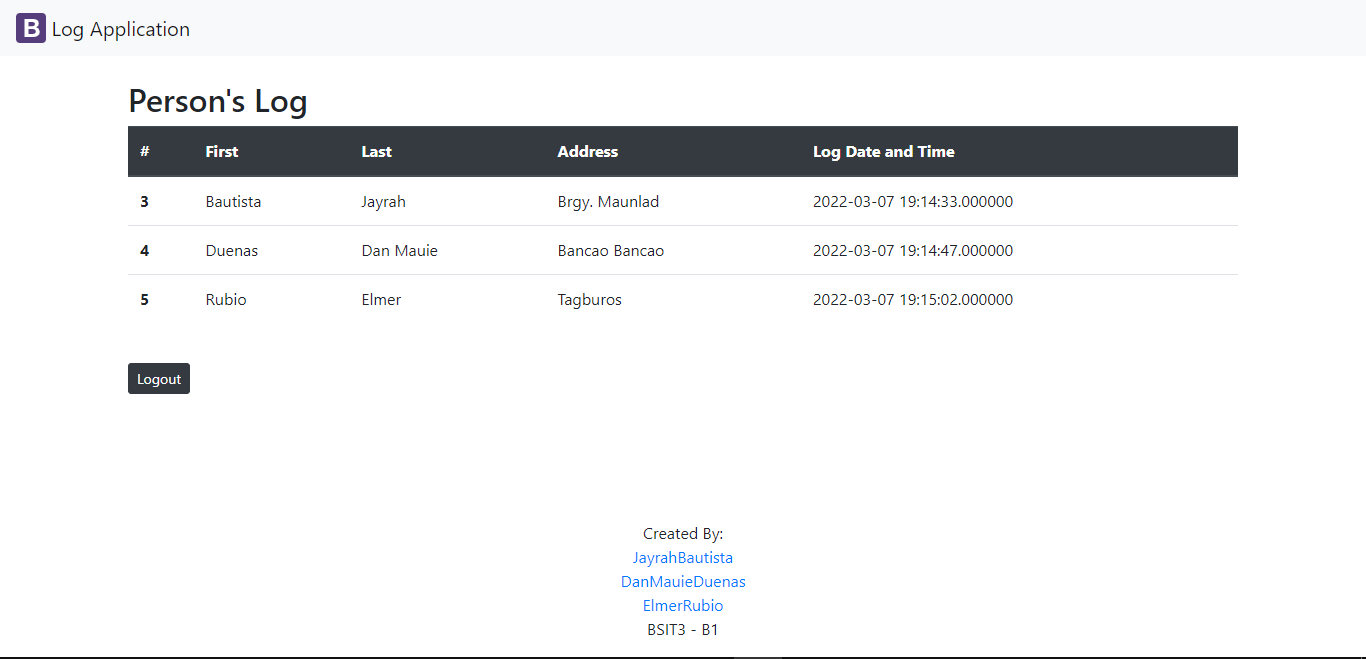 B Log Application
Person's Log
# First Last Address Log Date and Time
3 Bautista Jayrah Brgy. Maunlad 2022-03-07 19:14:33.000000
4 Duenas Dan Mauie Bancao Bancao 2022-03-07 19:14:47.000000
5 Rubio Elmer Tagburos 2022-03-07 19:15:02.000000
Logout
Created By:
JayrahBautista
DanMauieDuenas
ElmerRubio
BSIT3 - B1